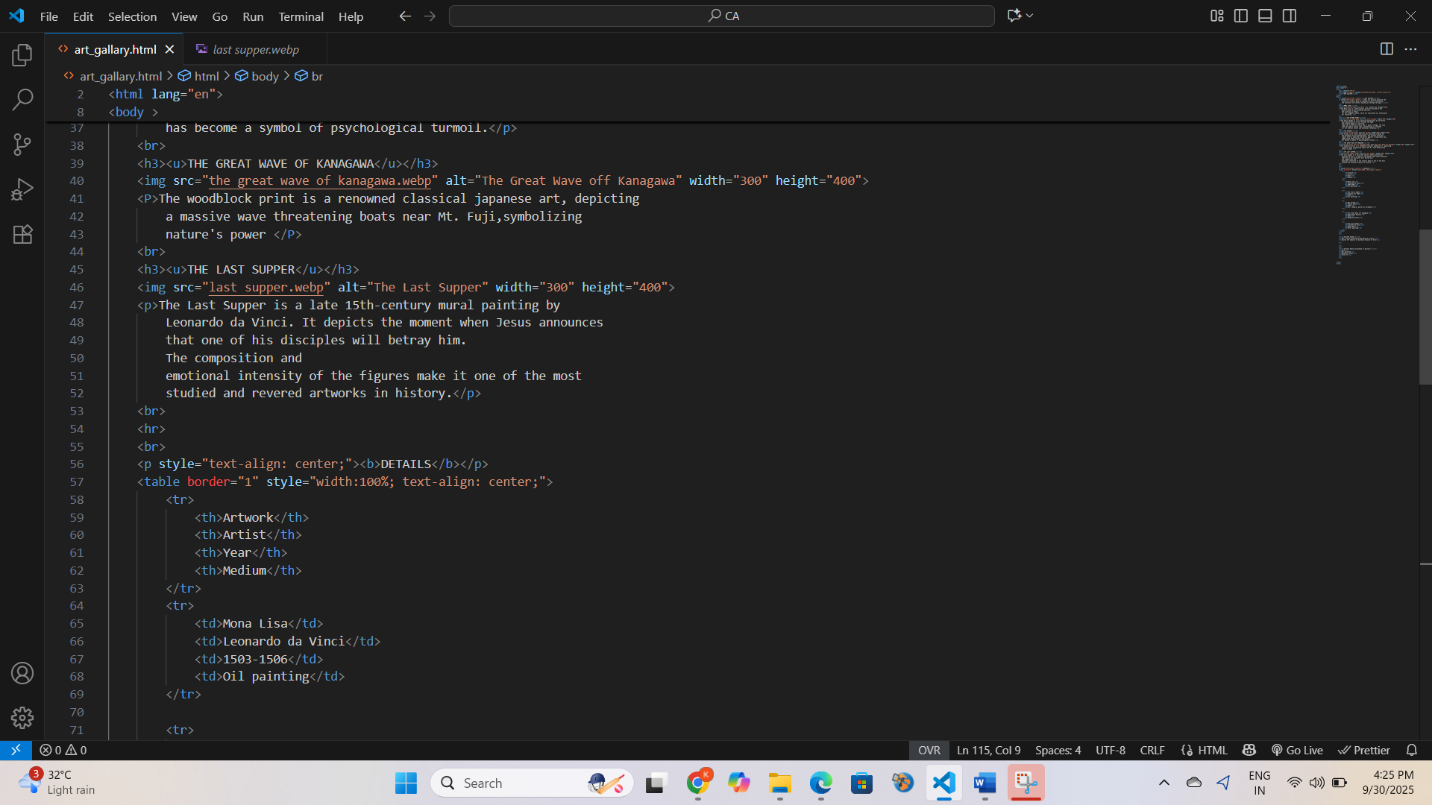 File Edit Selection View Go Run Terminal Help
CA
art_gallary.html
last supper.webp
art_gallary.html > html > body > br
2 <html lang="en">
8 <body >
37 has become a symbol of psychological turmoil.</p>
38 <br>
39 <h3><u>THE GREAT WAVE OF KANAGAWA</u></h3>
40 <img src="the great wave of kanagawa.webp" alt="The Great Wave off Kanagawa" width="300" height="400">
41 <P>The woodblock print is a renowned classical japanese art, depicting
42 a massive wave threatening boats near Mt. Fuji,symbolizing
43 nature's power </P>
44 <br>
45 <h3><u>THE LAST SUPPER</u></h3>
46 <img src="last supper.webp" alt="The Last Supper" width="300" height="400">
47 <p>The Last Supper is a late 15th-century mural painting by
48 Leonardo da Vinci. It depicts the moment when Jesus announces
49 that one of his disciples will betray him.
50 The composition and
51 emotional intensity of the figures make it one of the most
52 studied and revered artworks in history.</p>
53 <br>
54 <hr>
55 <br>
56 <p style="text-align: center;"><b>DETAILS</b></p>
57 <table border="1" style="width:100%; text-align: center;">
58 <tr>
59 <th>Artwork</th>
60 <th>Artist</th>
61 <th>Year</th>
62 <th>Medium</th>
63 </tr>
64 <tr>
65 <td>Mona Lisa</td>
66 <td>Leonardo da Vinci</td>
67 <td>1503-1506</td>
68 <td>Oil painting</td>
69 </tr>
70
71 <tr>
0 0 OVR Ln 115, Col 9 Spaces: 4 UTF-8 CRLF HTML Go Live Prettier
3 32°C
Light rain
Search
K
ENG
IN
4:25 PM
9/30/2025